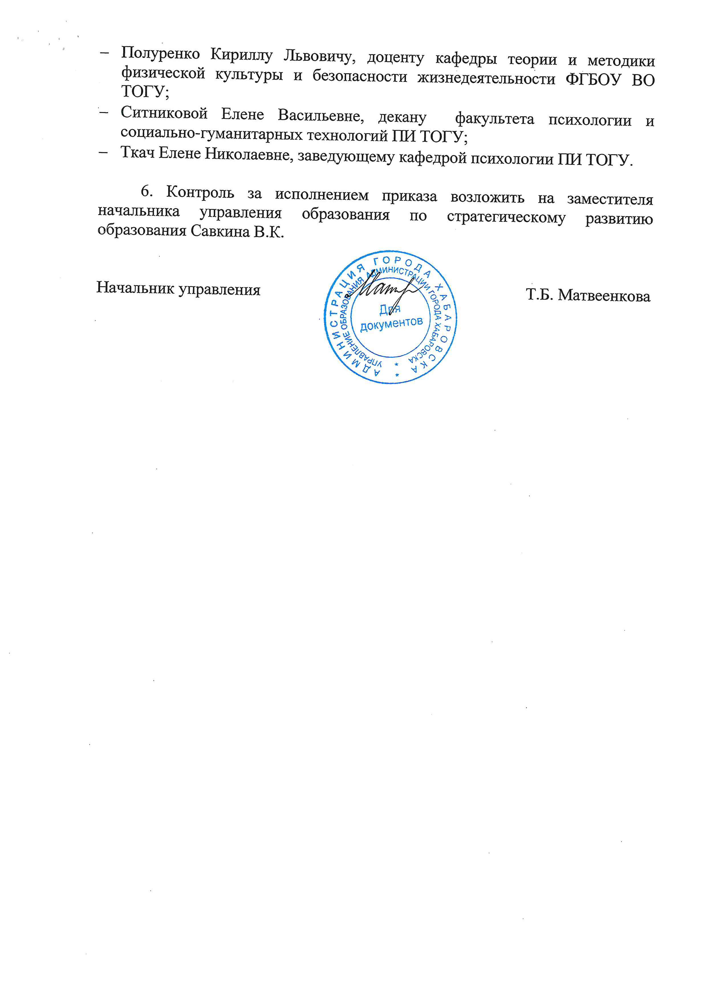 – Полуренко Кириллу Львовичу, доценту кафедры теории и методики
физической культуры и безопасности жизнедеятельности ФГБОУ ВО
ТОГУ;
– Ситниковой Елене Васильевне, декану факультета психологии и
социально-гуманитарных технологий ПИ ТОГУ;
– Ткач Елене Николаевне, заведующему кафедрой психологии ПИ ТОГУ.
6. Контроль за исполнением приказа возложить на заместителя
начальника управления образования по стратегическому развитию
образования Савкина В.К.
Начальник управления
АДМИНИСТРАЦИЯ ГОРОДА ХАБАРОВСКА *
УПРАВЛЕНИЕ ОБРАЗОВАНИЯ АДМИНИСТРАЦИИ ГОРОДА ХАБАРОВСКА *
Для
документов
Т.Б. Матвеенкова